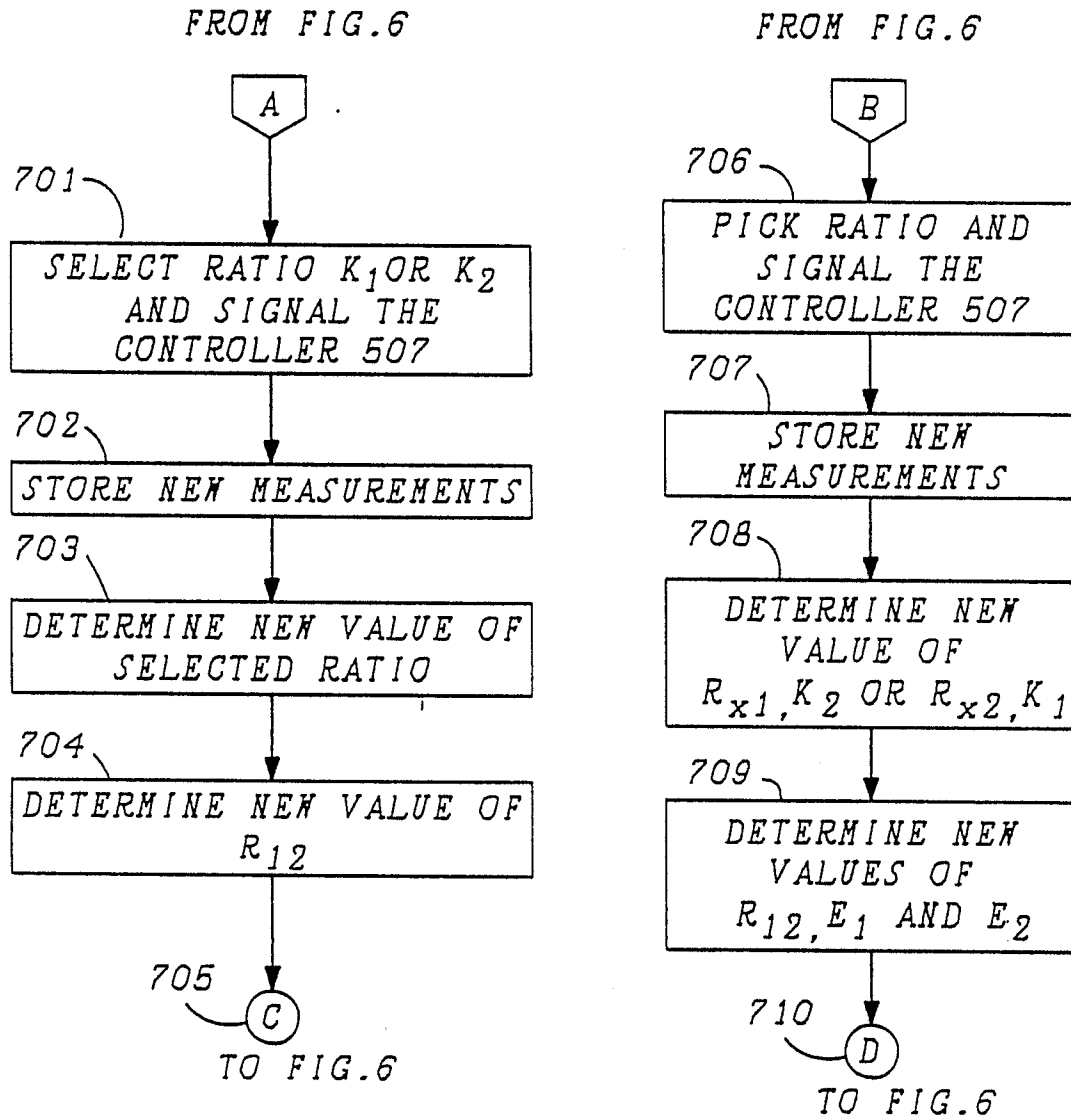 FROM FIG.6
A
701
SELECT RATIO K₁OR K₂
AND SIGNAL THE
CONTROLLER 507
702
STORE NEW MEASUREMENTS
703
DETERMINE NEW VALUE OF
SELECTED RATIO
704
DETERMINE NEW VALUE OF
R₁₂
705
C
TO FIG.6
FROM FIG.6
B
706
PICK RATIO AND
SIGNAL THE
CONTROLLER 507
707
STORE NEW
MEASUREMENTS
708
DETERMINE NEW
VALUE OF
Rₓ₁,K₂ OR Rₓ₂,K₁
709
DETERMINE NEW
VALUES OF
R₁₂,E₁ AND E₂
710
D
TO FIG.6